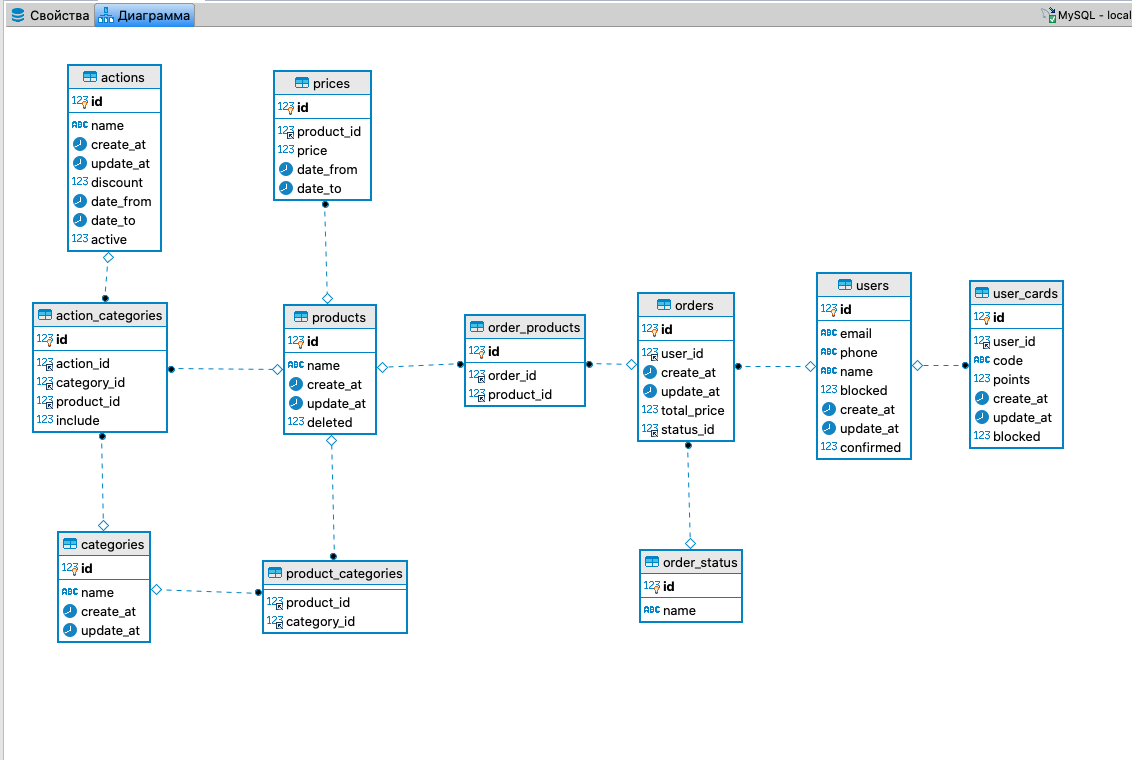 Свойства
Диаграмма
MySQL - local
actions
123 id
ABC name
create_at
update_at
123 discount
date_from
date_to
123 active
prices
123 id
123 product_id
123 price
date_from
date_to
action_categories
123 id
123 action_id
123 category_id
123 product_id
123 include
products
123 id
ABC name
create_at
update_at
123 deleted
order_products
123 id
123 order_id
123 product_id
orders
123 id
123 user_id
create_at
update_at
123 total_price
123 status_id
users
123 id
ABC email
ABC phone
ABC name
123 blocked
create_at
update_at
123 confirmed
user_cards
123 id
123 user_id
ABC code
123 points
create_at
update_at
123 blocked
categories
123 id
ABC name
create_at
update_at
product_categories
123 product_id
123 category_id
order_status
123 id
ABC name